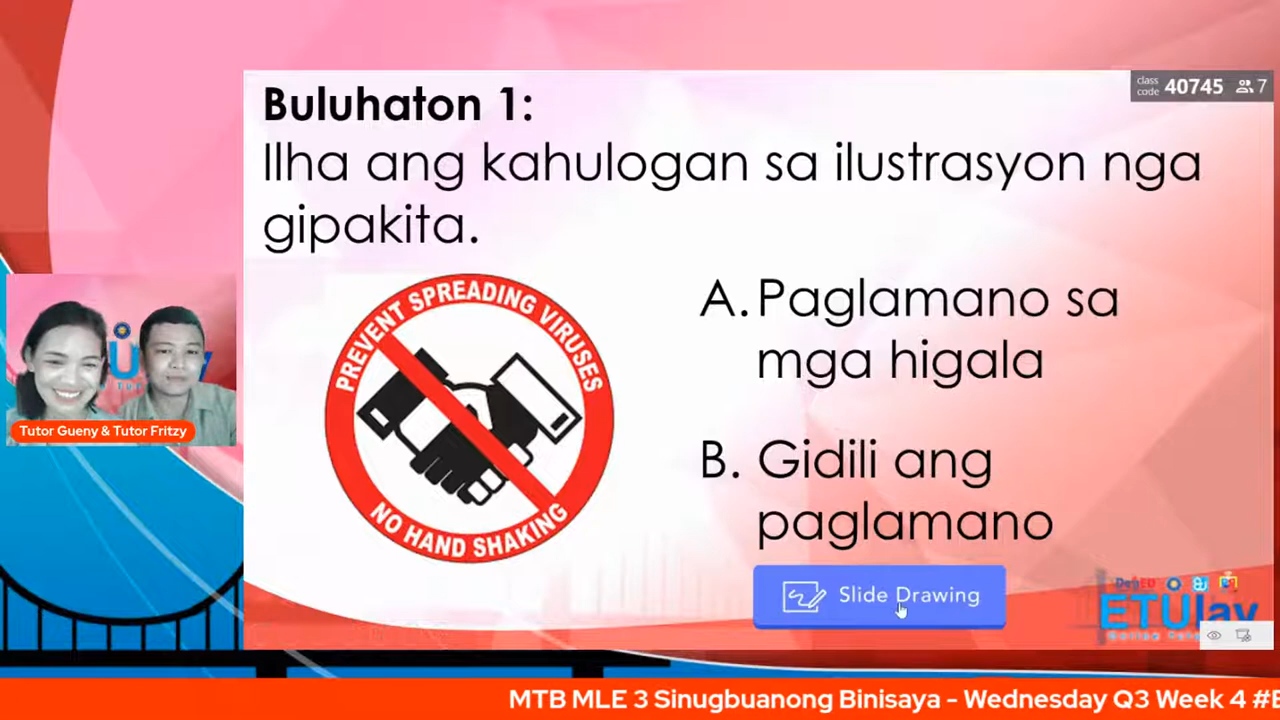 Buluhaton 1:
class code 40745 7
Ilha ang kahulogan sa ilustrasyon nga
gipakita.
PREVENT SPREADING VIRUSES
NO HAND SHAKING
A. Paglamano sa
mga higala
B. Gidili ang
paglamano
Slide Drawing
Tutor Gueny & Tutor Fritzy
DepED
ETUlay
MTB MLE 3 Sinugbuanong Binisaya - Wednesday Q3 Week 4